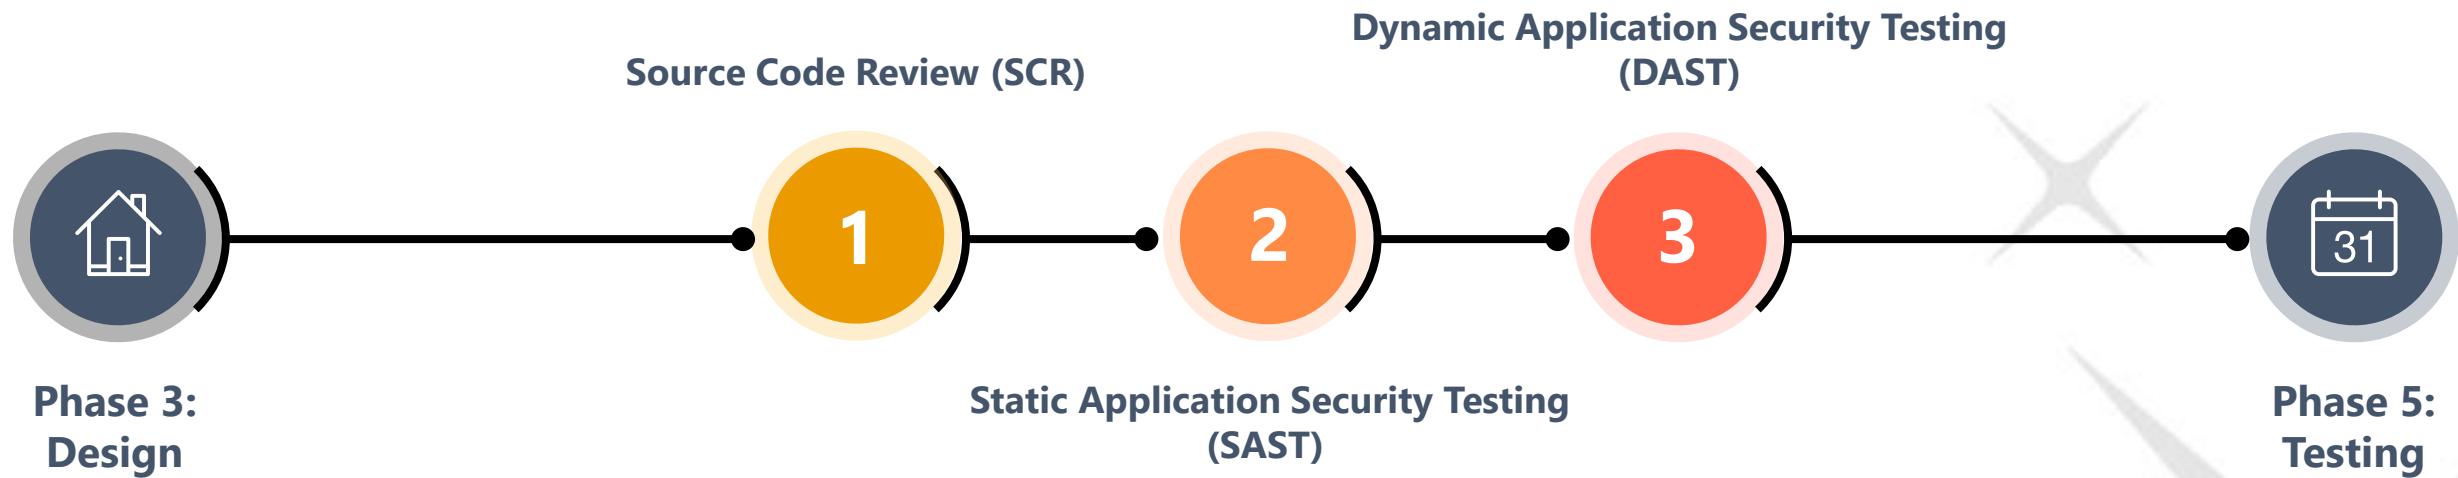 Phase 3:
Design
Source Code Review (SCR)
1
2
Static Application Security Testing
(SAST)
Dynamic Application Security Testing
(DAST)
3
31
Phase 5:
Testing